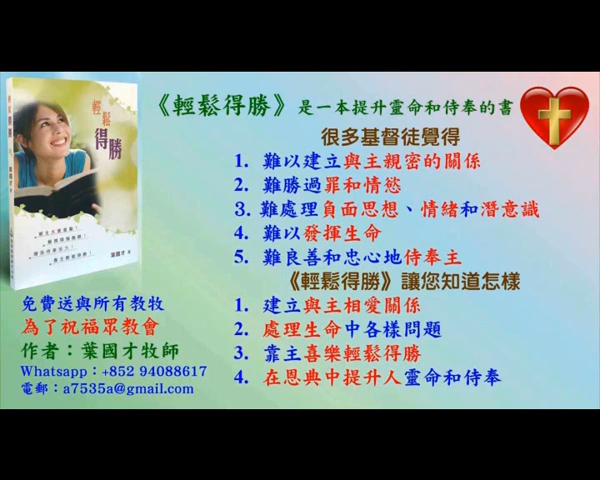 《輕鬆得勝》是一本提升靈命和侍奉的書
很多基督徒覺得
1. 難以建立與主親密的關係
2. 難勝過罪和情慾
3. 難處理負面思想、情緒和潛意識
4. 難以發揮生命
5. 難良善和忠心地侍奉主
《輕鬆得勝》讓您知道怎樣
1. 建立與主相愛關係
2. 處理生命中各樣問題
3. 靠主喜樂輕鬆得勝
4. 在恩典中提升人靈命和侍奉
輕鬆
得勝
輕鬆得勝
葉國才 著
免費送與所有教牧
為了祝福眾教會
作者：葉國才牧師
Whatsapp：+852 94088617
電郵：a7535a@gmail.com